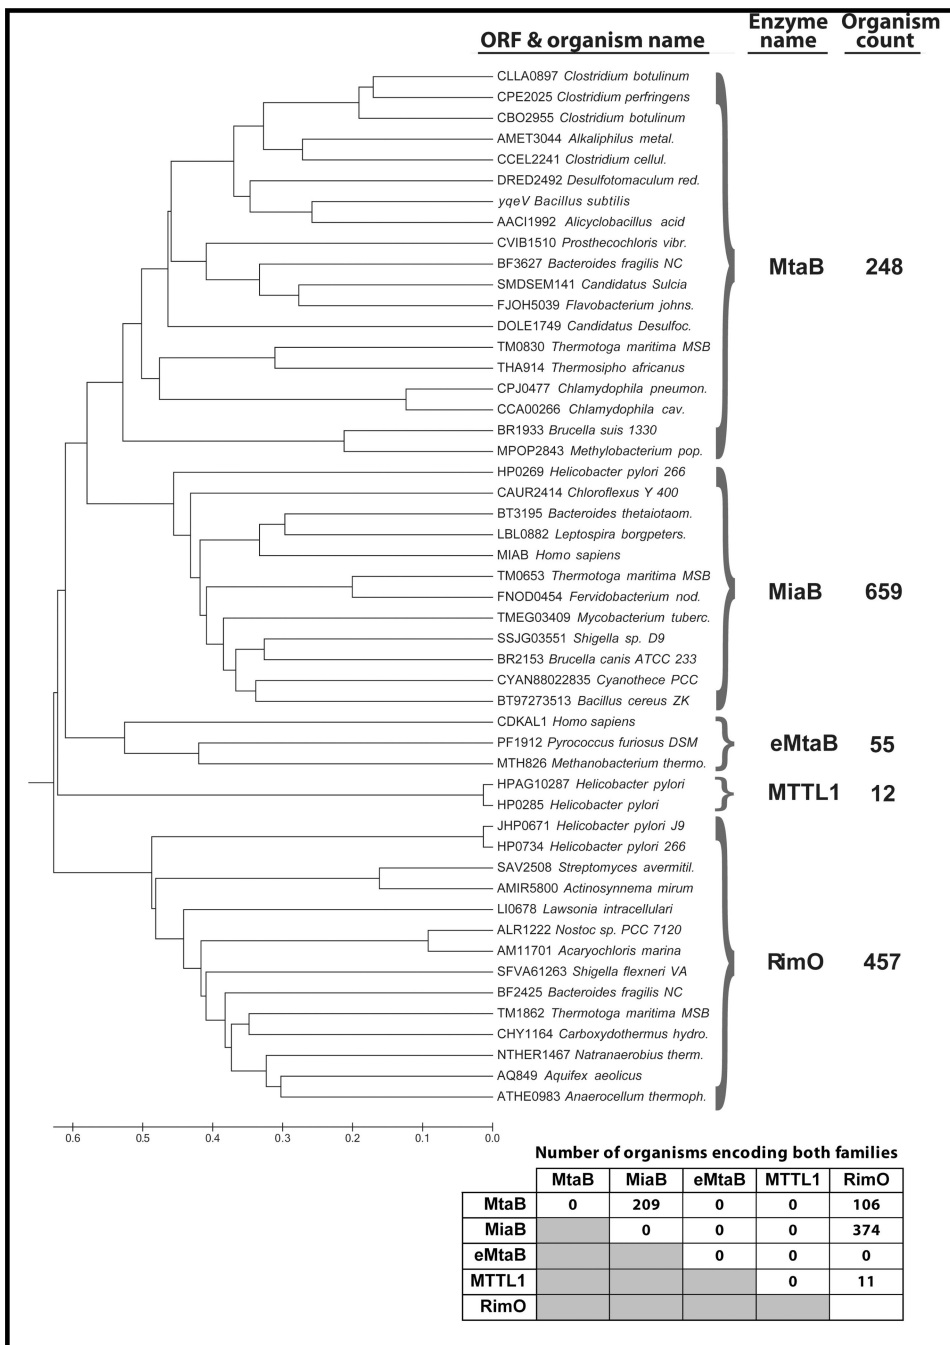 ORF & organism name
Enzyme name
Organism count
CLLA0897 Clostridium botulinum
CPE2025 Clostridium perfringens
CBO2955 Clostridium botulinum
AMET3044 Alkaliphilus metal.
CCEL2241 Clostridium cellul.
DRED2492 Desulfotomaculum red.
yqeV Bacillus subtilis
AACI1992 Alicyclobacillus acid
CVIB1510 Prosthecochloris vibr.
BF3627 Bacteroides fragilis NC
SMDSEM141 Candidatus Sulcia
FJOH5039 Flavobacterium johns.
DOLE1749 Candidatus Desulfoc.
TM0830 Thermotoga maritima MSB
THA914 Thermosipho africanus
CPJ0477 Chlamydophila pneumon.
CCA00266 Chlamydophila cav.
BR1933 Brucella suis 1330
MPOP2843 Methylobacterium pop.
MtaB 248
HP0269 Helicobacter pylori 266
CAUR2414 Chloroflexus Y 400
BT3195 Bacteroides thetaiotaom.
LBL0882 Leptospira borgpeters.
MIAB Homo sapiens
TM0653 Thermotoga maritima MSB
FNOD0454 Fervidobacterium nod.
TMEG03409 Mycobacterium tuberc.
SSJG03551 Shigella sp. D9
BR2153 Brucella canis ATCC 233
CYAN88022835 Cyanothece PCC
BT97273513 Bacillus cereus ZK
MiaB 659
CDKAL1 Homo sapiens
PF1912 Pyrococcus furiosus DSM
MTH826 Methanobacterium thermo.
eMtaB 55
HPAG10287 Helicobacter pylori
HP0285 Helicobacter pylori
MTTL1 12
JHP0671 Helicobacter pylori J9
HP0734 Helicobacter pylori 266
SAV2508 Streptomyces avermitil.
AMIR5800 Actinosynnema mirum
LI0678 Lawsonia intracellulari
ALR1222 Nostoc sp. PCC 7120
AM11701 Acaryochloris marina
SFVA61263 Shigella flexneri VA
BF2425 Bacteroides fragilis NC
TM1862 Thermotoga maritima MSB
CHY1164 Carboxydothermus hydro.
NTHER1467 Natranaerobius therm.
AQ849 Aquifex aeolicus
ATHE0983 Anaerocellum thermoph.
RimO 457
0.6 0.5 0.4 0.3 0.2 0.1 0.0
Number of organisms encoding both families
MtaB MiaB eMtaB MTTL1 RimO
MtaB 0 209 0 0 106
MiaB 0 0 0 374
eMtaB 0 0 0
MTTL1 0 11
RimO